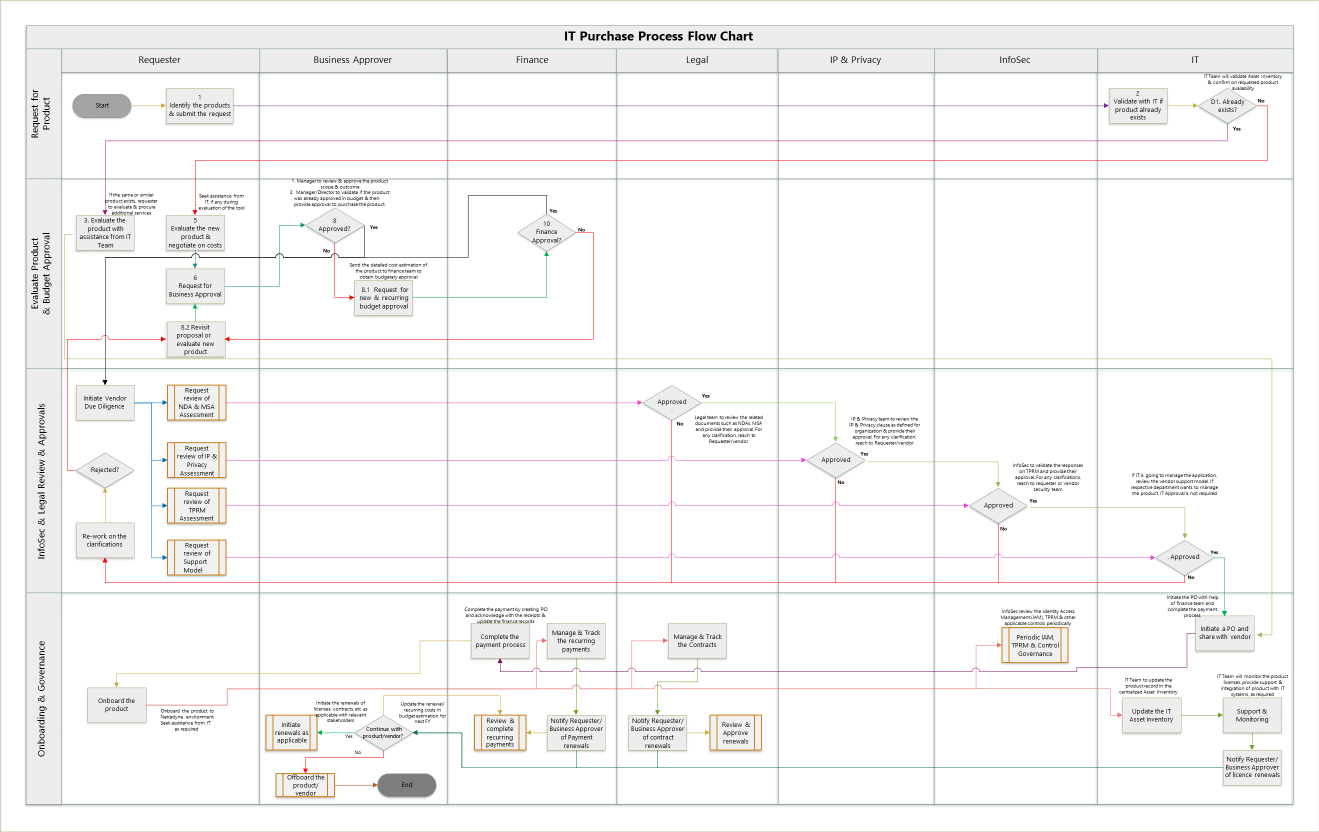 IT Purchase Process Flow Chart
Requester
Business Approver
Finance
Legal
IP & Privacy
InfoSec
IT
Request for
Product
Start
1
Identify the products
& submit the request
2
Validate with IT if
product already
exists
IT Team will validate Asset Inventory
& confirm on requested product
availability
D1. Already
exists?
No
Yes
Evaluate Product
& Budget Approval
If the same or similar
product exists, requester
to evaluate & procure
additional services
3. Evaluate the
product with
assistance from IT
Team
Seek assistance from
IT, if any during
evaluation of the tool
5
Evaluate the new
product &
negotiate on costs
6
Request for
Business Approval
8.2 Revisit
proposal or
evaluate new
product
1. Manager to review & approve the product
scope & outcome
2. Manager/Director to validate if the product
was already approved in budget & then
provide approval to purchase the product.
8
Approved?
Yes
No
Send the detailed cost estimation of
the product to finance team to
obtain budgetary approval
8.1 Request for
new & recurring
budget approval
Yes
10
Finance
Approval?
No
InfoSec & Legal Review & Approvals
Initiate Vendor
Due Diligence
Request
review of
NDA & MSA
Assessment
Rejected?
Request
review of IP &
Privacy
Assessment
Request
review of
TPRM
Assessment
Re-work on the
clarifications
Request
review of
Support
Model
Approved
Yes
No
Legal team to review the related
documents such as NDAs, MSA
and provide their approval. For
any clarification, reach to
Requester/vendor
IP & Privacy team to review the
IP & Privacy clause as defined for
organization & provide their
approval. For any clarification,
reach to Requester/vendor
Approved
Yes
No
InfoSec to validate the responses
on TPRM and provide their
approval. For any clarifications,
reach to requester or vendor
security team
Approved
Yes
No
If IT is going to manage the application,
review the vendor support model. If
respective department wants to manage
the product, IT Approval is not required
Approved
Yes
No
Onboarding & Governance
Initiate the PO with help
of finance team and
complete the payment
process
Initiate a PO and
share with vendor
Complete the payment by creating PO
and acknowledge with the receipts &
update the finance records
Complete the
payment process
Manage & Track
the recurring
payments
Manage & Track
the Contracts
InfoSec review the Identity Access
Management (IAM), TPRM & other
applicable controls periodically
Periodic IAM,
TPRM & Control
Governance
Onboard the
product
Onboard the product to
Netradyne environment
Seek assistance from IT
as required
Initiate the renewals of
licenses, contracts, etc as
applicable with relevant
stakeholders
Update the renewals/
recurring costs in
budget estimation for
next FY
Initiate
renewals as
applicable
Yes
Continue with
product/vendor?
No
Review &
complete
recurring
payments
Notify Requester/
Business Approver
of Payment
renewals
Notify Requester/
Business Approver
of contract
renewals
Review &
Approve
renewals
IT Team to update the
product record in the
centralized Asset Inventory
Update the IT
Asset Inventory
IT Team will monitor the product
licenses, provide support &
integration of product with IT
systems, as required
Support &
Monitoring
Notify Requester/
Business Approver
of licence renewals
Offboard the
product/
vendor
End